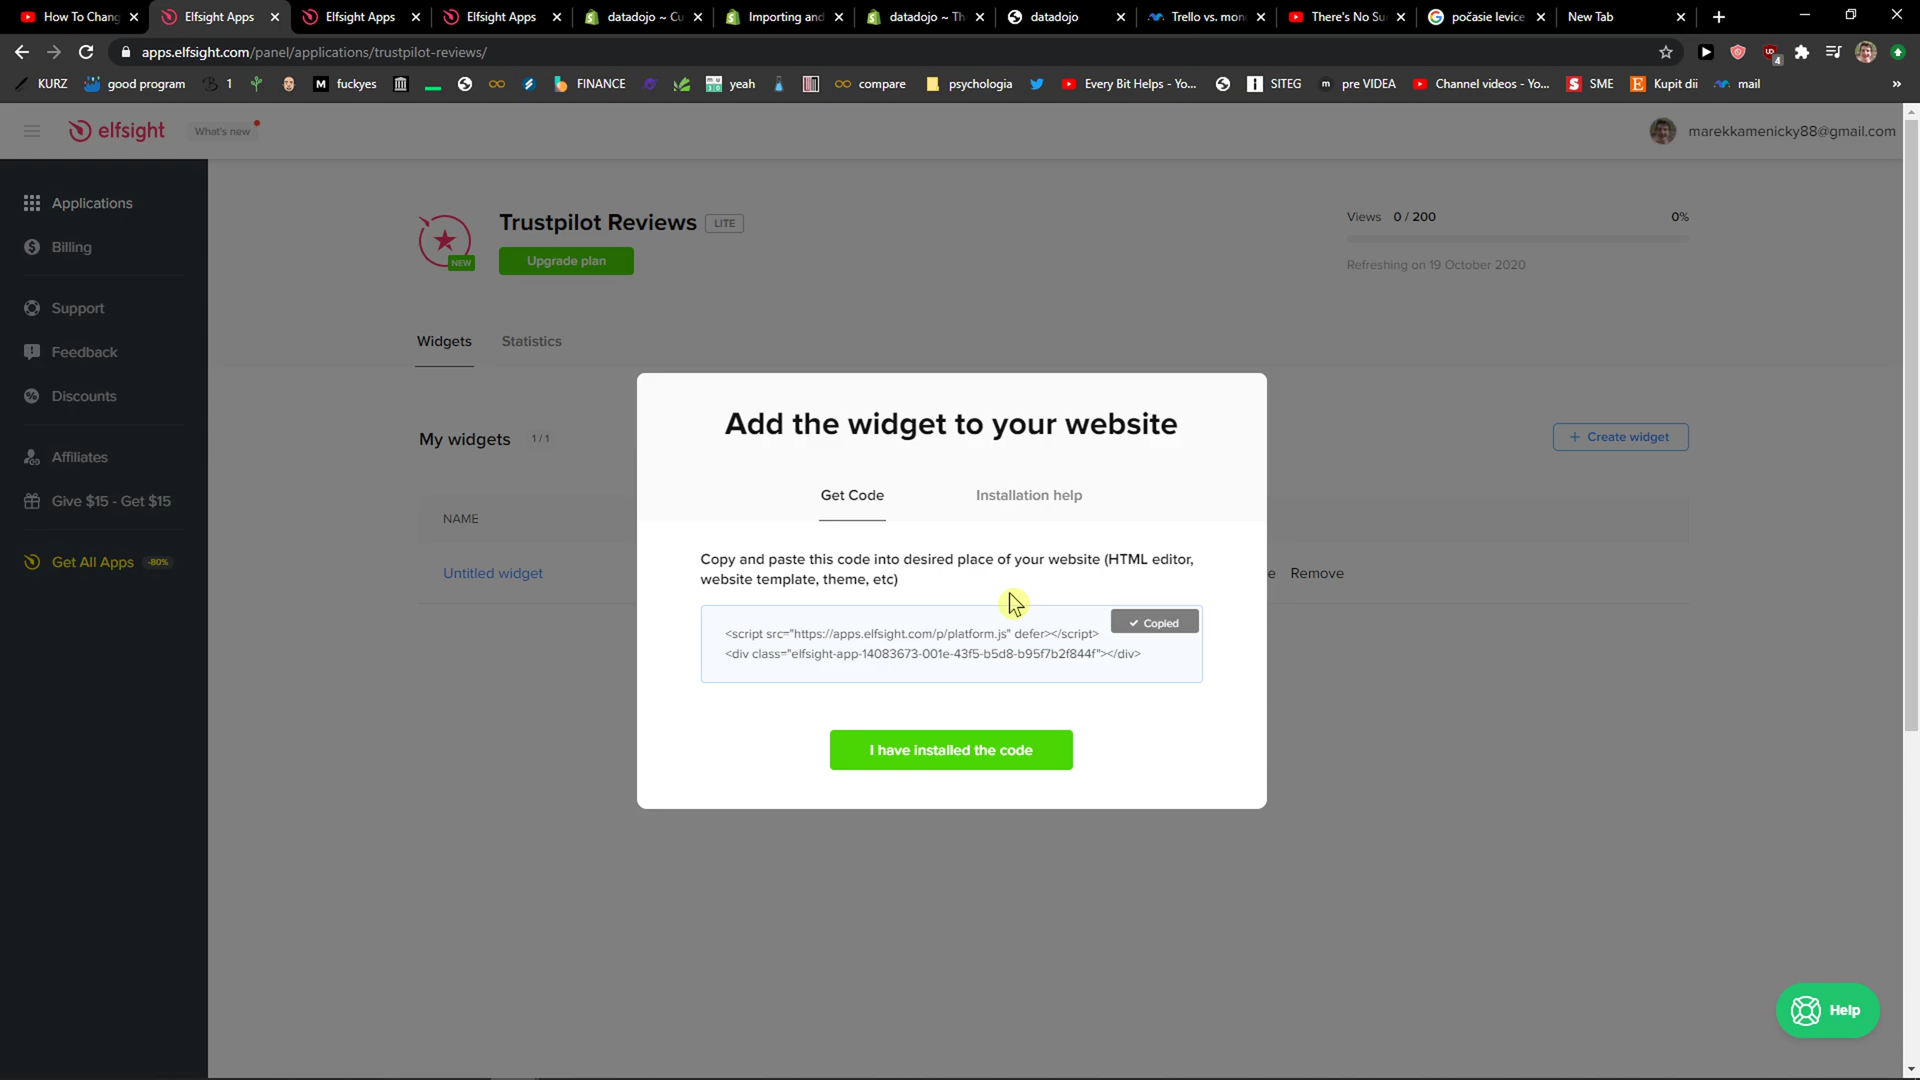 How To Chang
Elfsight Apps
Elfsight Apps
Elfsight Apps
datadojo ~ Cu
Importing and
datadojo ~ Th
datadojo
Trello vs. mon
There's No Su
počasie levice
New Tab
apps.elfsight.com/panel/applications/trustpilot-reviews/
4
KURZ
good program
1
fuckyes
FINANCE
yeah
compare
psychologia
Every Bit Helps - Yo...
SITEG
pre VIDEA
Channel videos - Yo...
SME
Kupit dii
mail
»
elfsight
What's new
marekkamenicky88@gmail.com
Applications
Billing
Support
Feedback
Discounts
Affiliates
Give $15 - Get $15
Get All Apps -80%
Trustpilot Reviews LITE
NEW
Upgrade plan
Views 0 / 200 0%
Refreshing on 19 October 2020
Widgets Statistics
My widgets 1 / 1
+ Create widget
NAME
Untitled widget
e Remove
Add the widget to your website
Get Code Installation help
Copy and paste this code into desired place of your website (HTML editor,
website template, theme, etc)
Copied
<script src="https://apps.elfsight.com/p/platform.js" defer></script>
<div class="elfsight-app-14083673-001e-43f5-b5d8-b95f7b2f844f"></div>
I have installed the code
Help